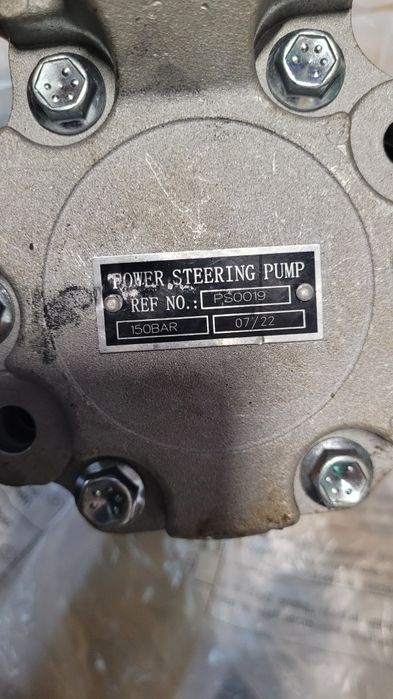 POWER STEERING PUMP
REF NO.: PS0019
150BAR 07/22